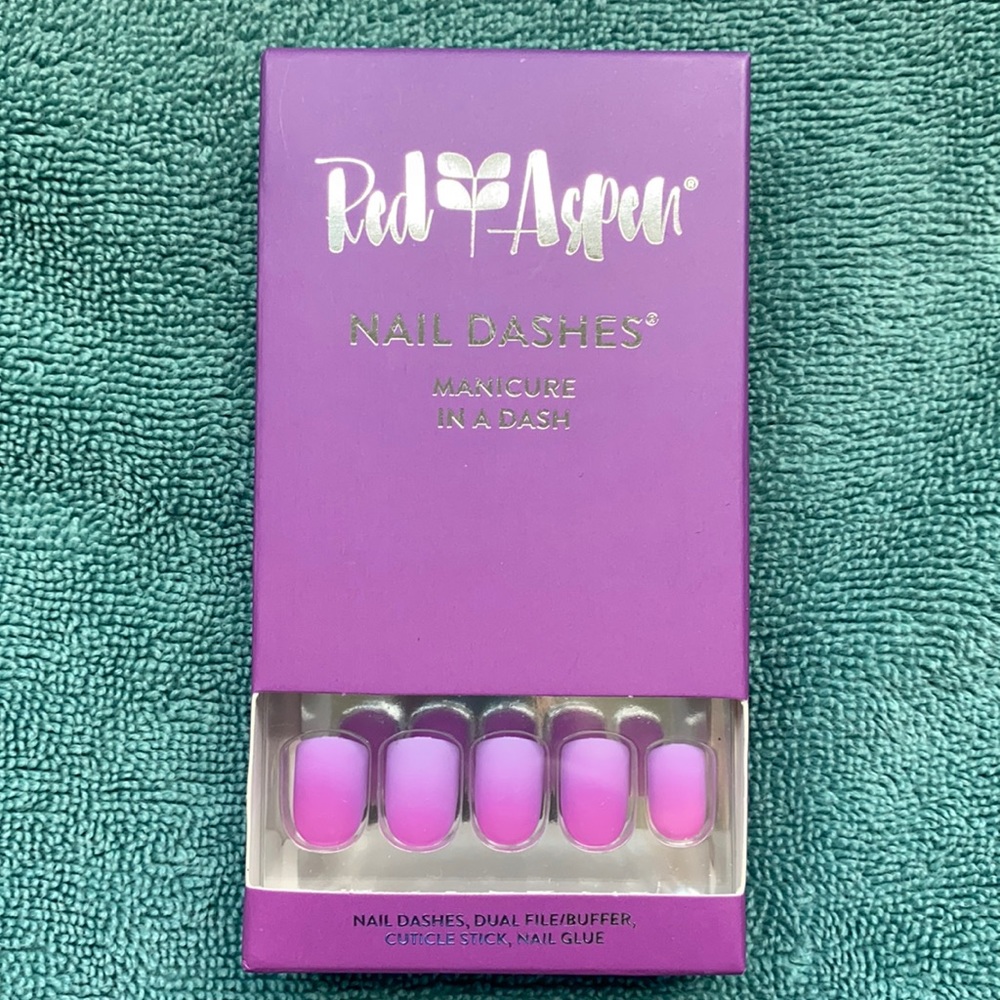 Red Aspen®
NAIL DASHES®
MANICURE
IN A DASH
NAIL DASHES, DUAL FILE/BUFFER,
CUTICLE STICK, NAIL GLUE